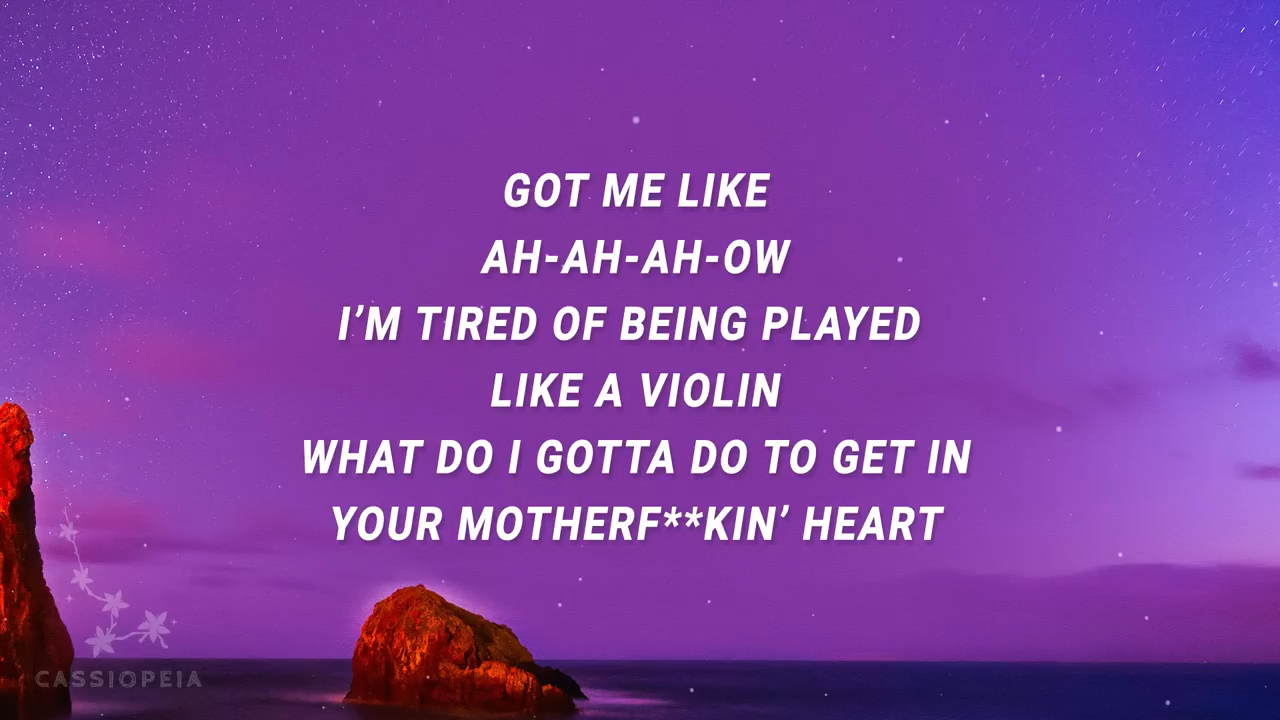 GOT ME LIKE
AH-AH-AH-OW
I’M TIRED OF BEING PLAYED
LIKE A VIOLIN
WHAT DO I GOTTA DO TO GET IN
YOUR MOTHERF**KIN’ HEART
CASSIOPEIA